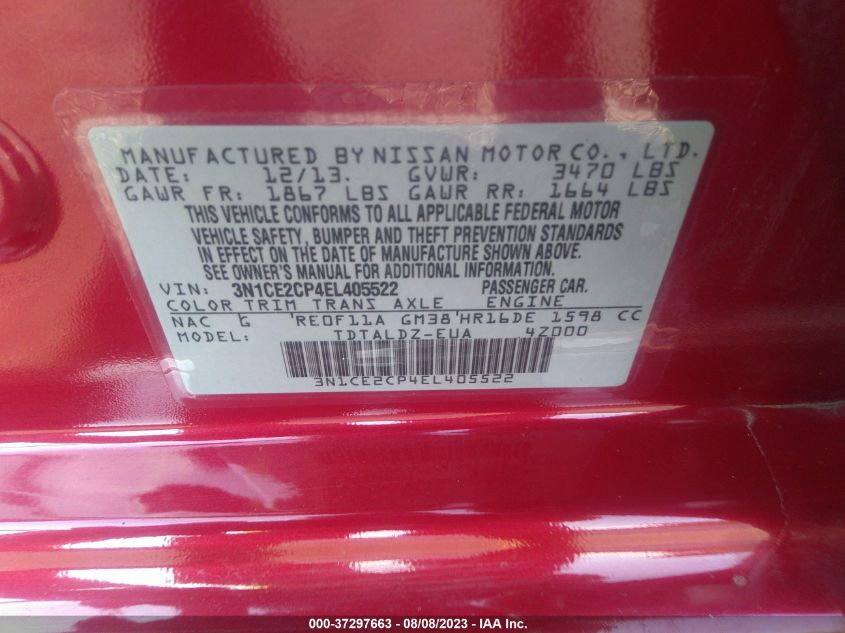 MANUFACTURED BY NISSAN MOTOR CO., LTD.
DATE: 12/13. GVWR: 3470 LBS
GAWR FR: 1867 LBS GAWR RR: 1664 LBS
THIS VEHICLE CONFORMS TO ALL APPLICABLE FEDERAL MOTOR
VEHICLE SAFETY, BUMPER AND THEFT PREVENTION STANDARDS
IN EFFECT ON THE DATE OF MANUFACTURE SHOWN ABOVE.
SEE OWNER'S MANUAL FOR ADDITIONAL INFORMATION.
VIN: 3N1CE2CP4EL405522 PASSENGER CAR.
COLOR TRIM TRANS AXLE ENGINE
NAC G 'RE0F11A GM38'HR16DE 1598 CC
MODEL: TDTALDZ-EUA 4Z000
3N1CE2CP4EL405522
000-37297663 — 08/08/2023 — IAA Inc.